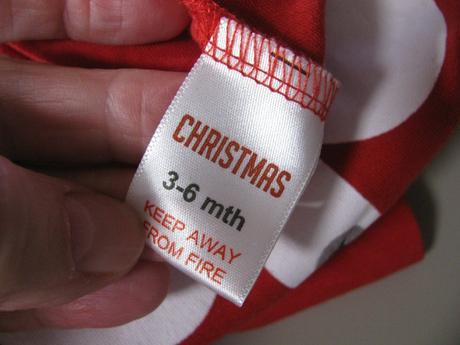 CHRISTMAS
3-6 mth
KEEP AWAY
FROM FIRE